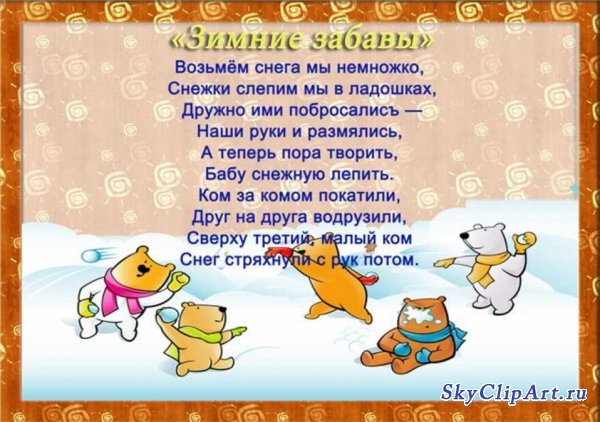 «Зимние забавы»
Возьмём снега мы немножко,
Снежки слепим мы в ладошках,
Дружно ими побросались —
Наши руки и размялись,
А теперь пора творить,
Бабу снежную лепить.
Ком за комом покатили,
Друг на друга водрузили,
Сверху третий, малый ком
Снег стряхнули с рук потом.
SkyClipArt.ru